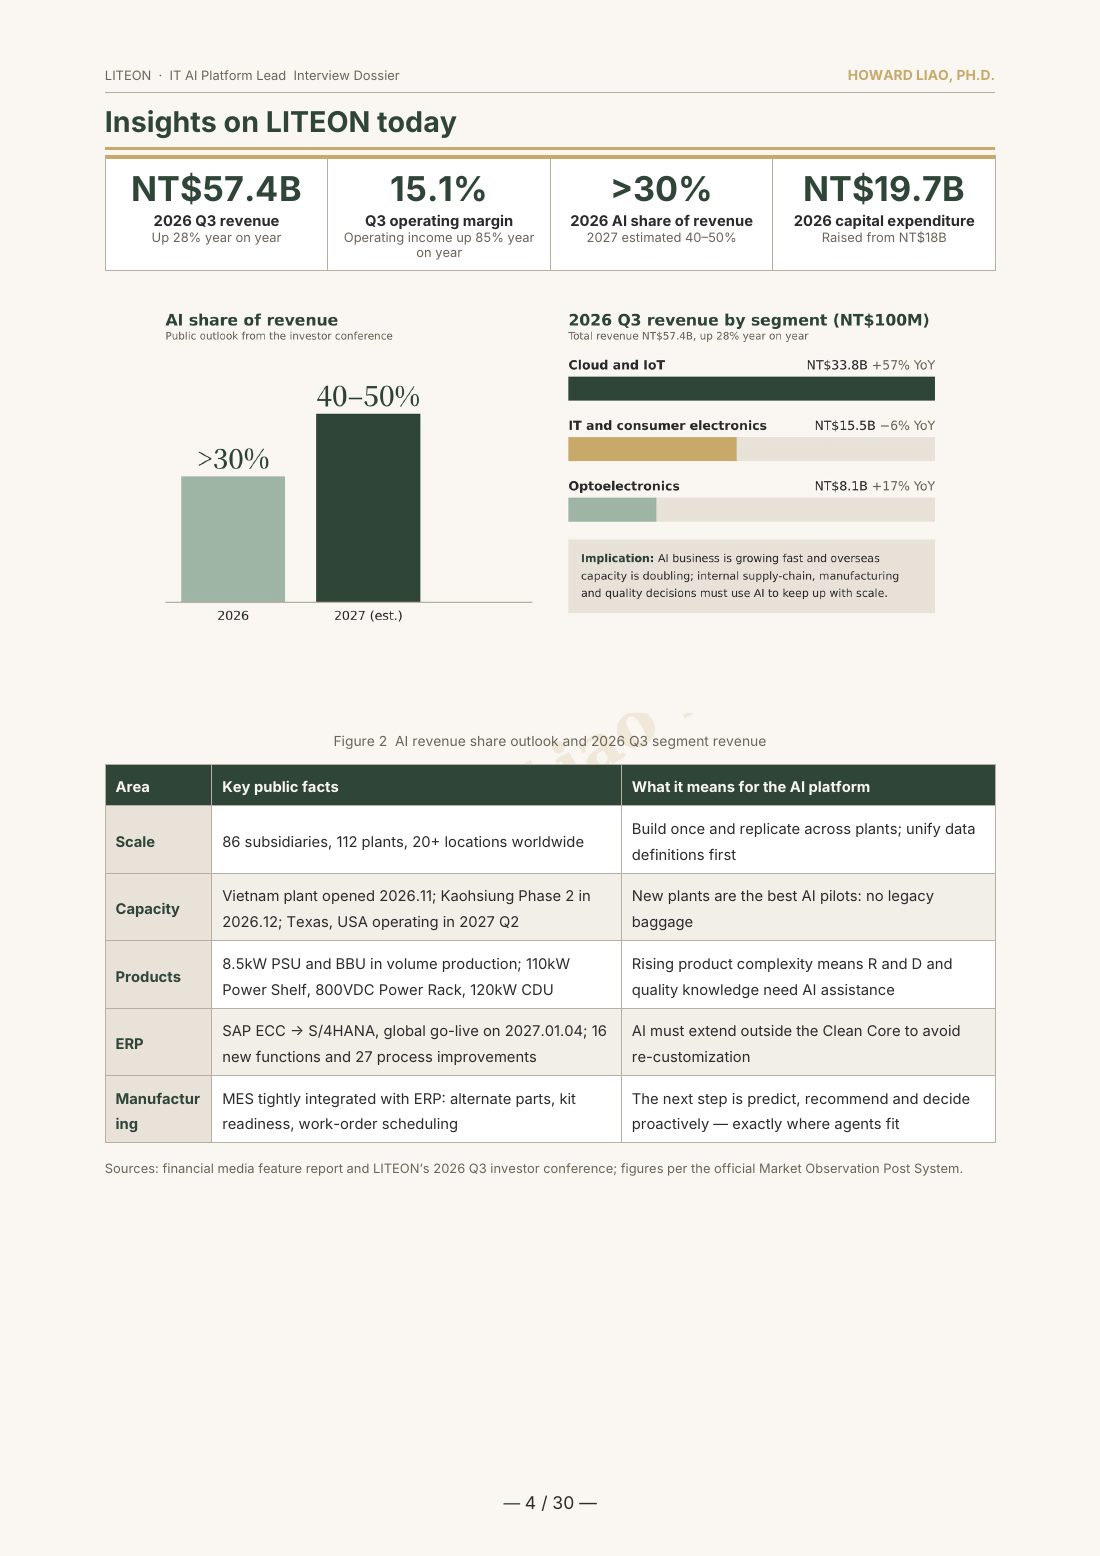 LITEON · IT AI Platform Lead Interview Dossier
HOWARD LIAO, PH.D.
Insights on LITEON today
NT$57.4B
2026 Q3 revenue
Up 28% year on year
15.1%
Q3 operating margin
Operating income up 85% year
on year
>30%
2026 AI share of revenue
2027 estimated 40–50%
NT$19.7B
2026 capital expenditure
Raised from NT$18B
AI share of revenue
Public outlook from the investor conference
>30%
40–50%
2026
2027 (est.)
2026 Q3 revenue by segment (NT$100M)
Total revenue NT$57.4B, up 28% year on year
Cloud and IoT NT$33.8B +57% YoY
IT and consumer electronics NT$15.5B −6% YoY
Optoelectronics NT$8.1B +17% YoY
Implication: AI business is growing fast and overseas
capacity is doubling; internal supply-chain, manufacturing
and quality decisions must use AI to keep up with scale.
Liao
Figure 2 AI revenue share outlook and 2026 Q3 segment revenue
Area Key public facts What it means for the AI platform
Scale
86 subsidiaries, 112 plants, 20+ locations worldwide
Build once and replicate across plants; unify data
definitions first
Capacity
Vietnam plant opened 2026.11; Kaohsiung Phase 2 in
2026.12; Texas, USA operating in 2027 Q2
New plants are the best AI pilots: no legacy
baggage
Products
8.5kW PSU and BBU in volume production; 110kW
Power Shelf, 800VDC Power Rack, 120kW CDU
Rising product complexity means R and D and
quality knowledge need AI assistance
ERP
SAP ECC → S/4HANA, global go-live on 2027.01.04; 16
new functions and 27 process improvements
AI must extend outside the Clean Core to avoid
re-customization
Manufactur
ing
MES tightly integrated with ERP: alternate parts, kit
readiness, work-order scheduling
The next step is predict, recommend and decide
proactively — exactly where agents fit
Sources: financial media feature report and LITEON’s 2026 Q3 investor conference; figures per the official Market Observation Post System.
— 4 / 30 —